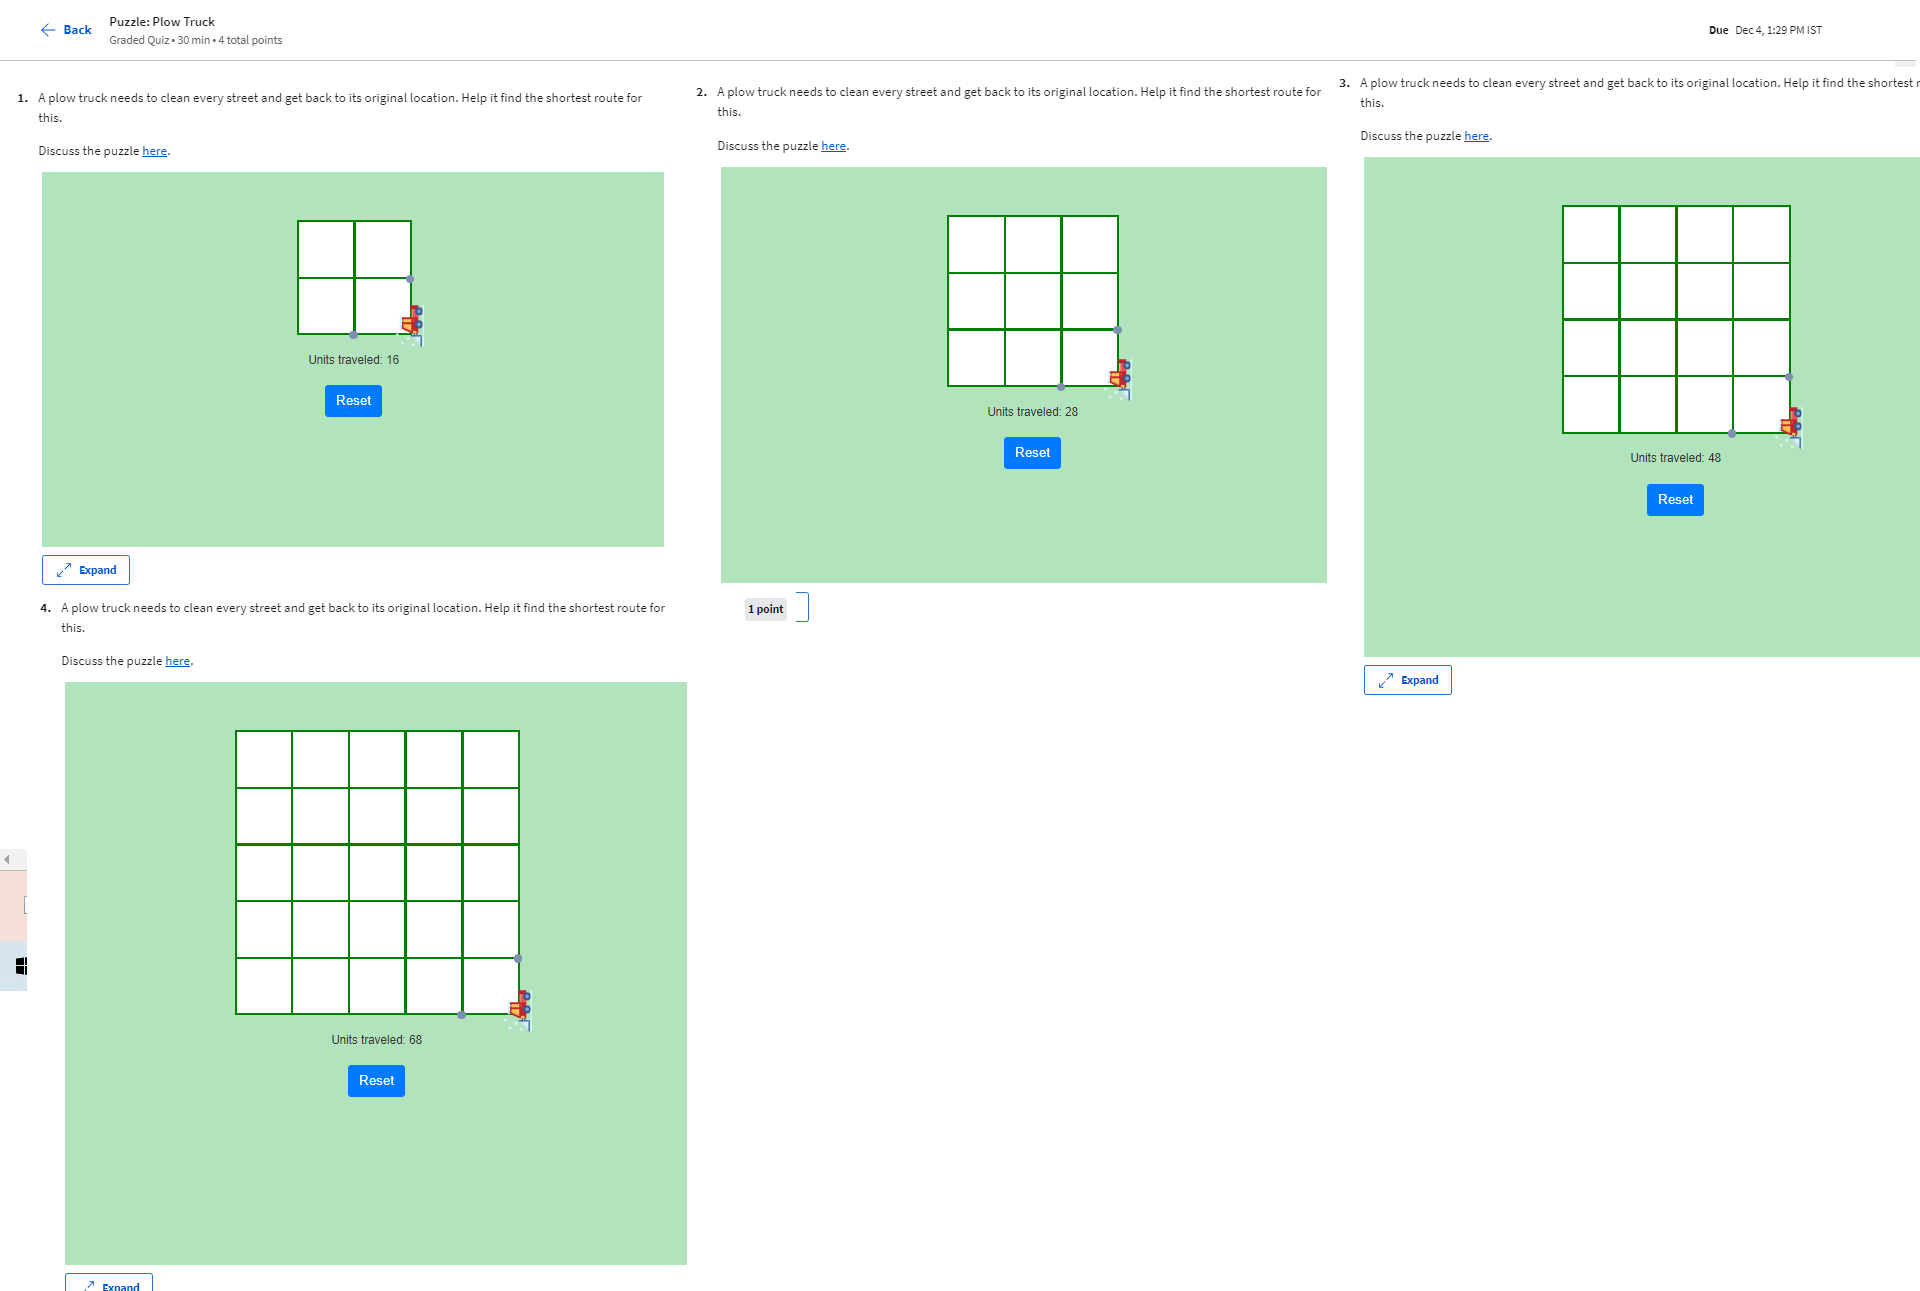 Back
Puzzle: Plow Truck
Graded Quiz • 30 min • 4 total points
Due Dec 4, 1:29 PM IST
1. A plow truck needs to clean every street and get back to its original location. Help it find the shortest route for
this.
Discuss the puzzle here.
Units traveled: 16
Reset
Expand
2. A plow truck needs to clean every street and get back to its original location. Help it find the shortest route for
this.
Discuss the puzzle here.
Units traveled: 28
Reset
1 point
3. A plow truck needs to clean every street and get back to its original location. Help it find the shortest
this.
Discuss the puzzle here.
Units traveled: 48
Reset
Expand
4. A plow truck needs to clean every street and get back to its original location. Help it find the shortest route for
this.
Discuss the puzzle here.
Units traveled: 68
Reset
Expand